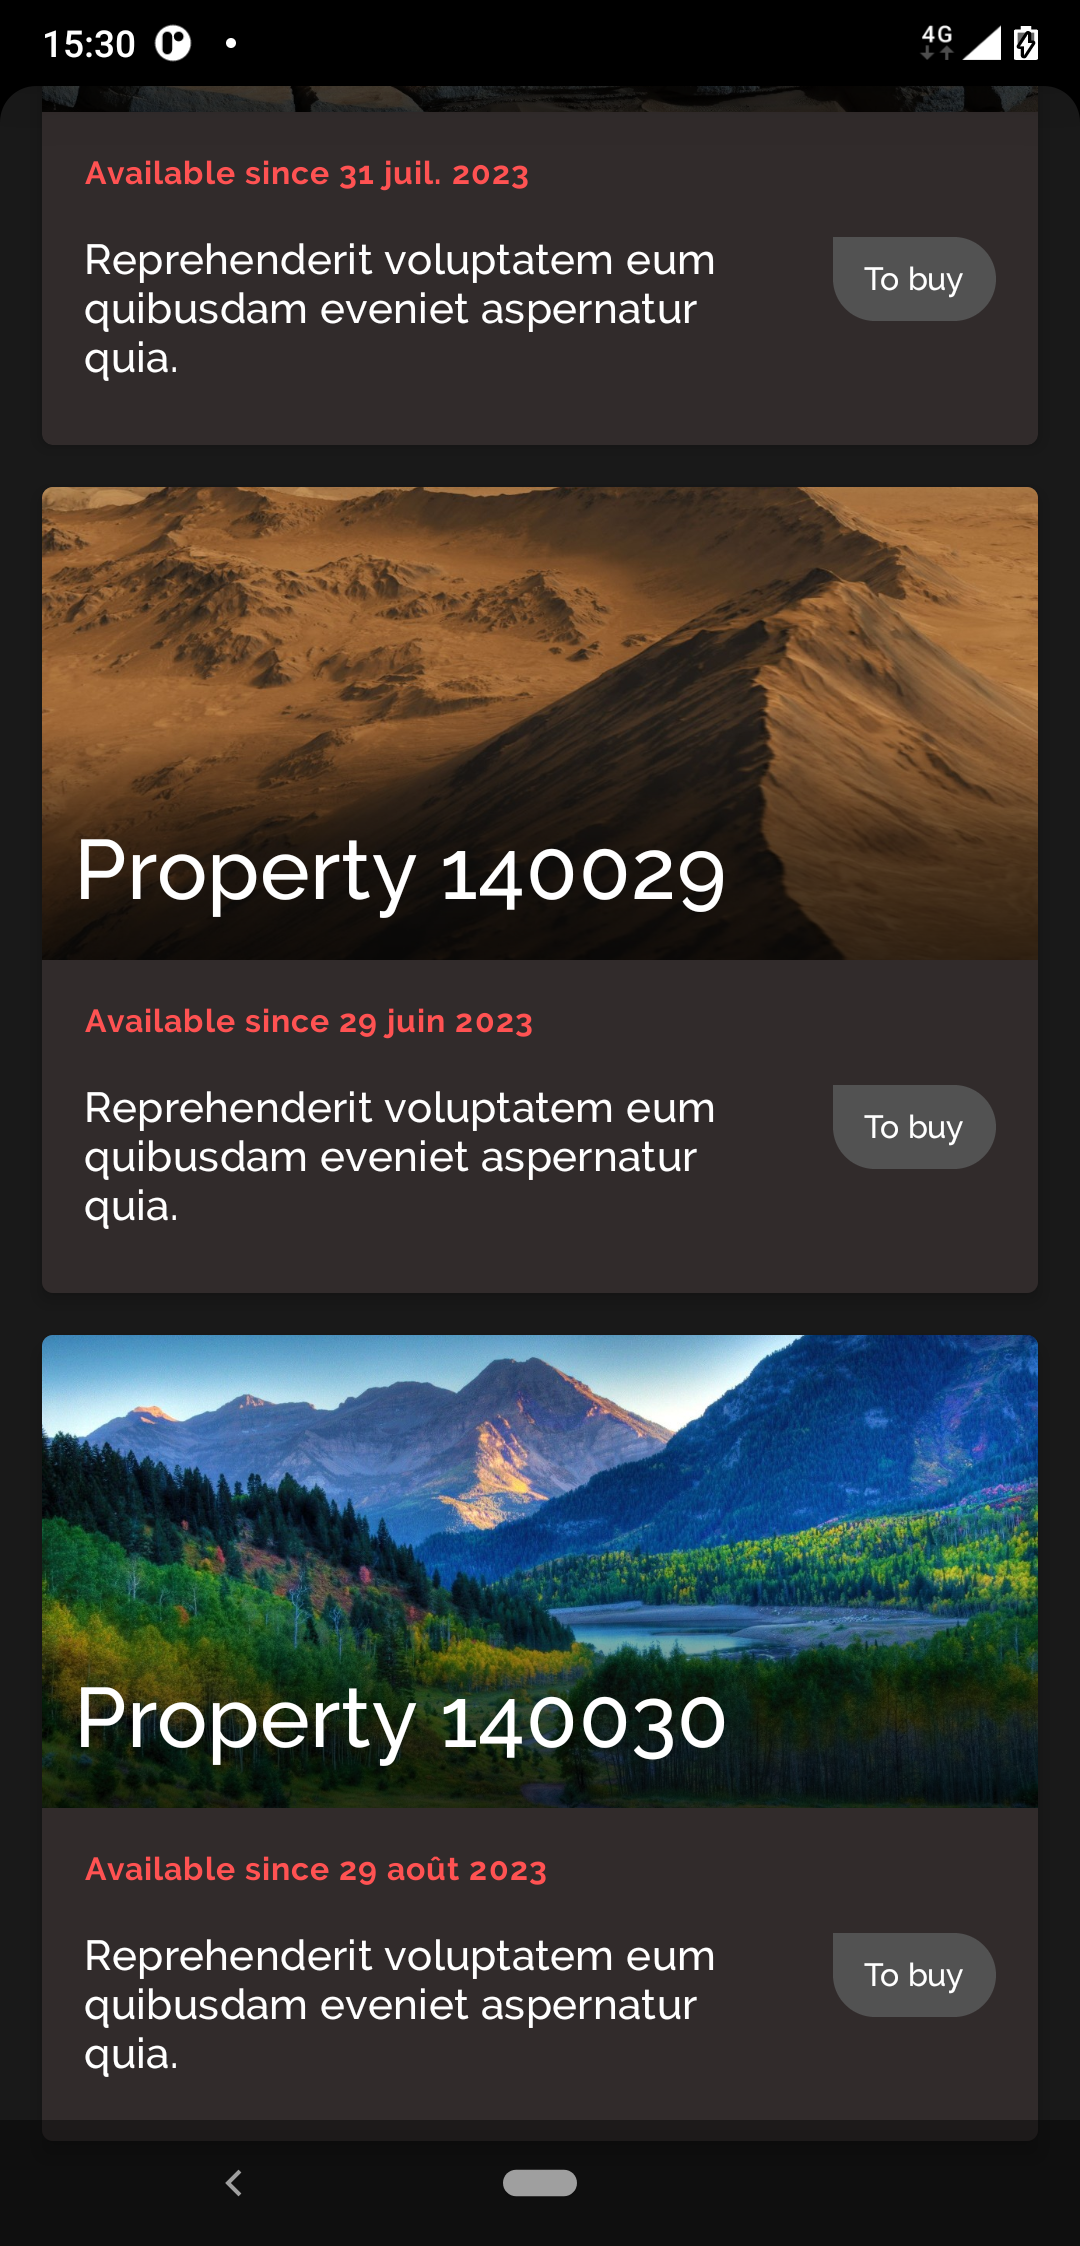 15:30
4G
Available since 31 juil. 2023
Reprehenderit voluptatem eum
quibusdam eveniet aspernatur
quia.
To buy
Property 140029
Available since 29 juin 2023
Reprehenderit voluptatem eum
quibusdam eveniet aspernatur
quia.
To buy
Property 140030
Available since 29 août 2023
Reprehenderit voluptatem eum
quibusdam eveniet aspernatur
quia.
To buy